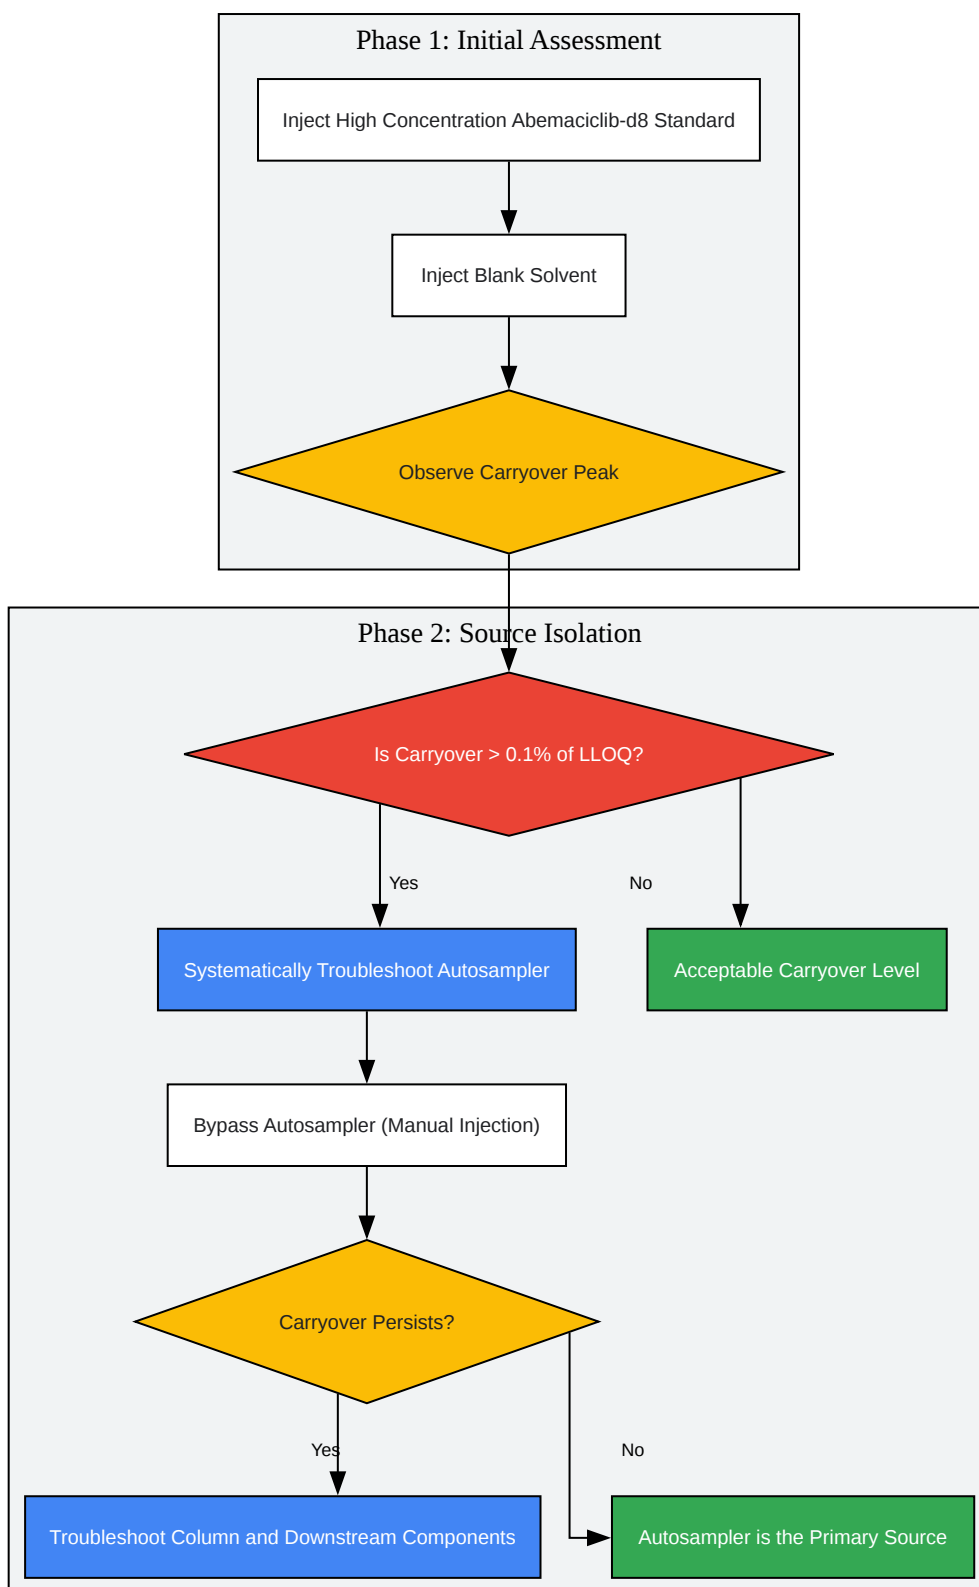 Phase 1: Initial Assessment
Inject High Concentration Abemaciclib-d8 Standard
Inject Blank Solvent
Observe Carryover Peak
Phase 2: Source Isolation
Is Carryover > 0.1% of LLOQ?
Yes
No
Systematically Troubleshoot Autosampler
Acceptable Carryover Level
Bypass Autosampler (Manual Injection)
Carryover Persists?
Yes
No
Troubleshoot Column and Downstream Components
Autosampler is the Primary Source